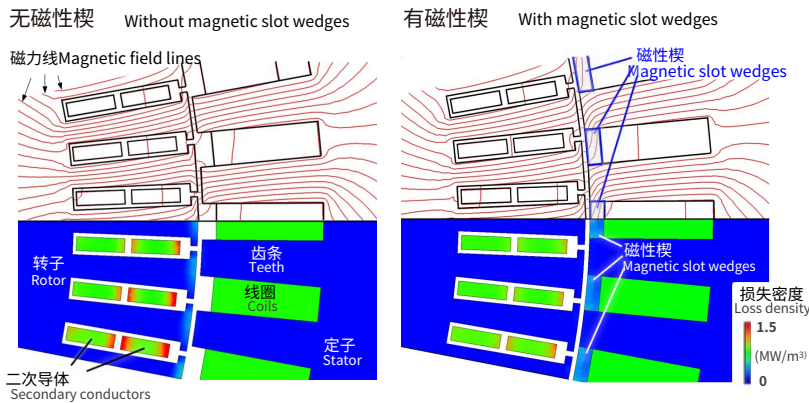 无磁性楔 Without magnetic slot wedges
有磁性楔 With magnetic slot wedges
磁力线Magnetic field lines
磁性楔
Magnetic slot wedges
转子
Rotor
齿条
Teeth
线圈
Coils
定子
Stator
二次导体
Secondary conductors
磁性楔
Magnetic slot wedges
损失密度
Loss density
1.5
(MW/m³)
0